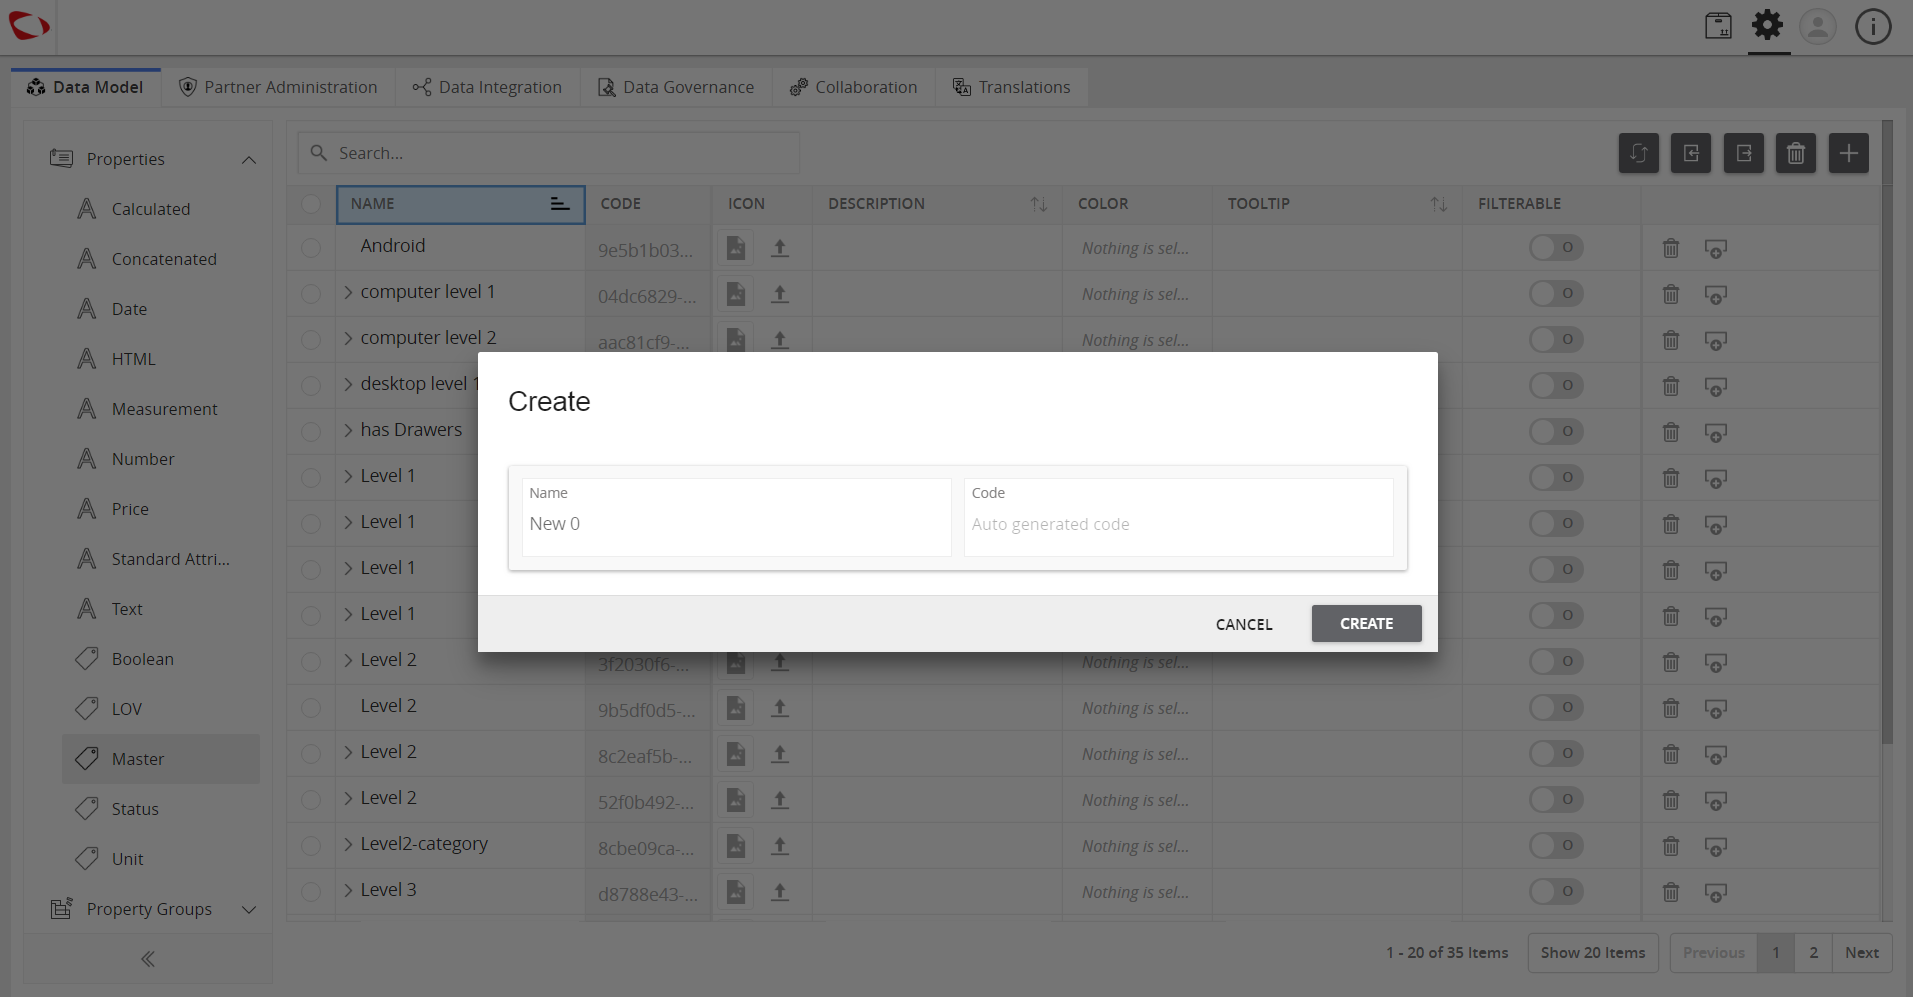 Data Model Partner Administration Data Integration Data Governance Collaboration Translations
Properties
Calculated
Concatenated
Date
HTML
Measurement
Number
Price
Standard Attri...
Text
Boolean
LOV
Master
Status
Unit
Property Groups
Search...
NAME CODE ICON DESCRIPTION COLOR TOOLTIP FILTERABLE
Android 9e5b1b03... Nothing is sel...
computer level 1 04dc6829-... Nothing is sel...
computer level 2 aac81cf9-... Nothing is sel...
desktop level 1
has Drawers
Level 1
Level 1
Level 1
Level 1
Level 2 3f2030f6-... Nothing is sel...
Level 2 9b5df0d5-... Nothing is sel...
Level 2 8c2eaf5b-... Nothing is sel...
Level 2 52f0b492-... Nothing is sel...
Level2-category 8cbe09ca-... Nothing is sel...
Level 3 d8788e43-... Nothing is sel...
Create
Name Code
New 0 Auto generated code
CANCEL CREATE
1 - 20 of 35 Items Show 20 Items Previous 1 2 Next